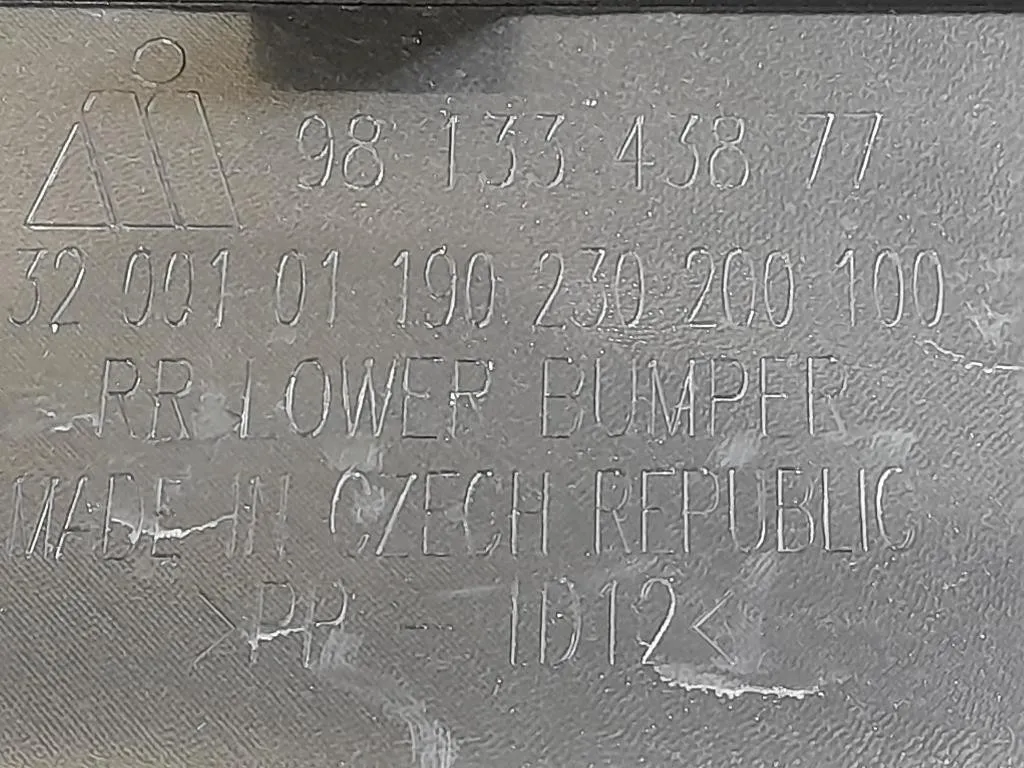 98 133 438 77
32 001 01 190 230 200 100
RR LOWER BUMPER
MADE IN CZECH REPUBLIC
>PP - TD12<